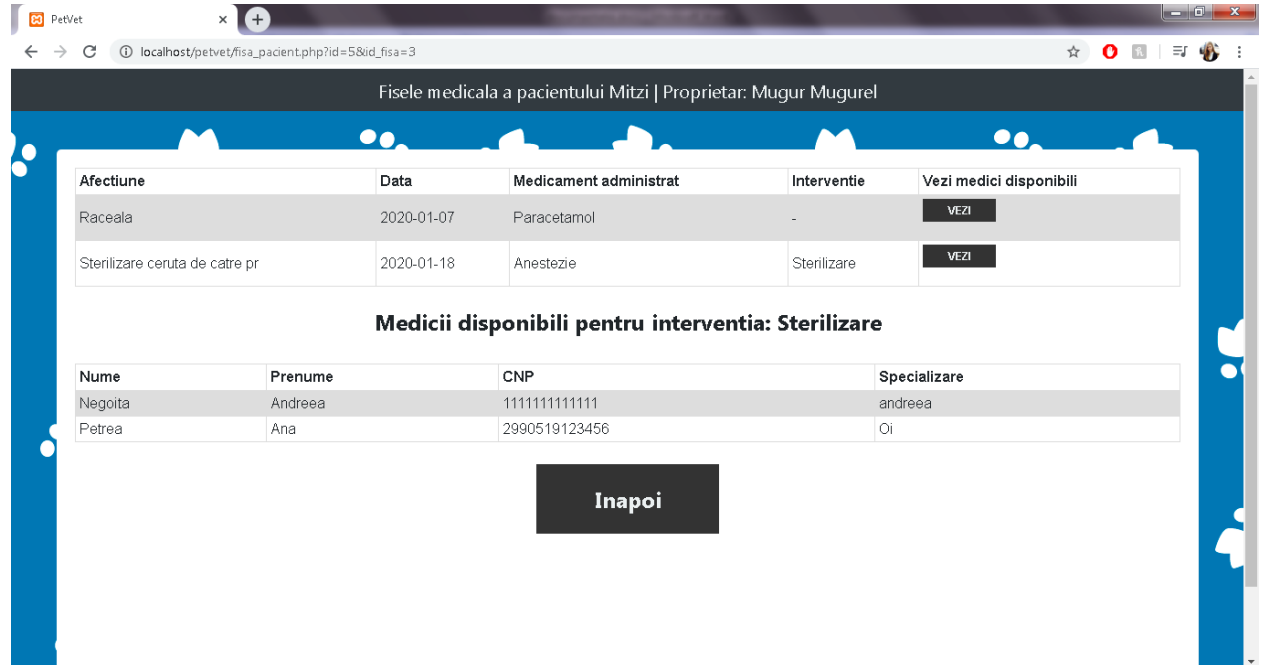 PetVet
localhost/petvet/fisa_pacient.php?id=5&id_fisa=3
Fisele medicala a pacientului Mitzi | Proprietar: Mugur Mugurel
Afectiune Data Medicament administrat Interventie Vezi medici disponibili
Raceala 2020-01-07 Paracetamol - VEZI
Sterilizare ceruta de catre pr 2020-01-18 Anestezie Sterilizare VEZI
Medicii disponibili pentru interventia: Sterilizare
Nume Prenume CNP Specializare
Negoita Andreea 1111111111111 andreea
Petrea Ana 2990519123456 Oi
Inapoi